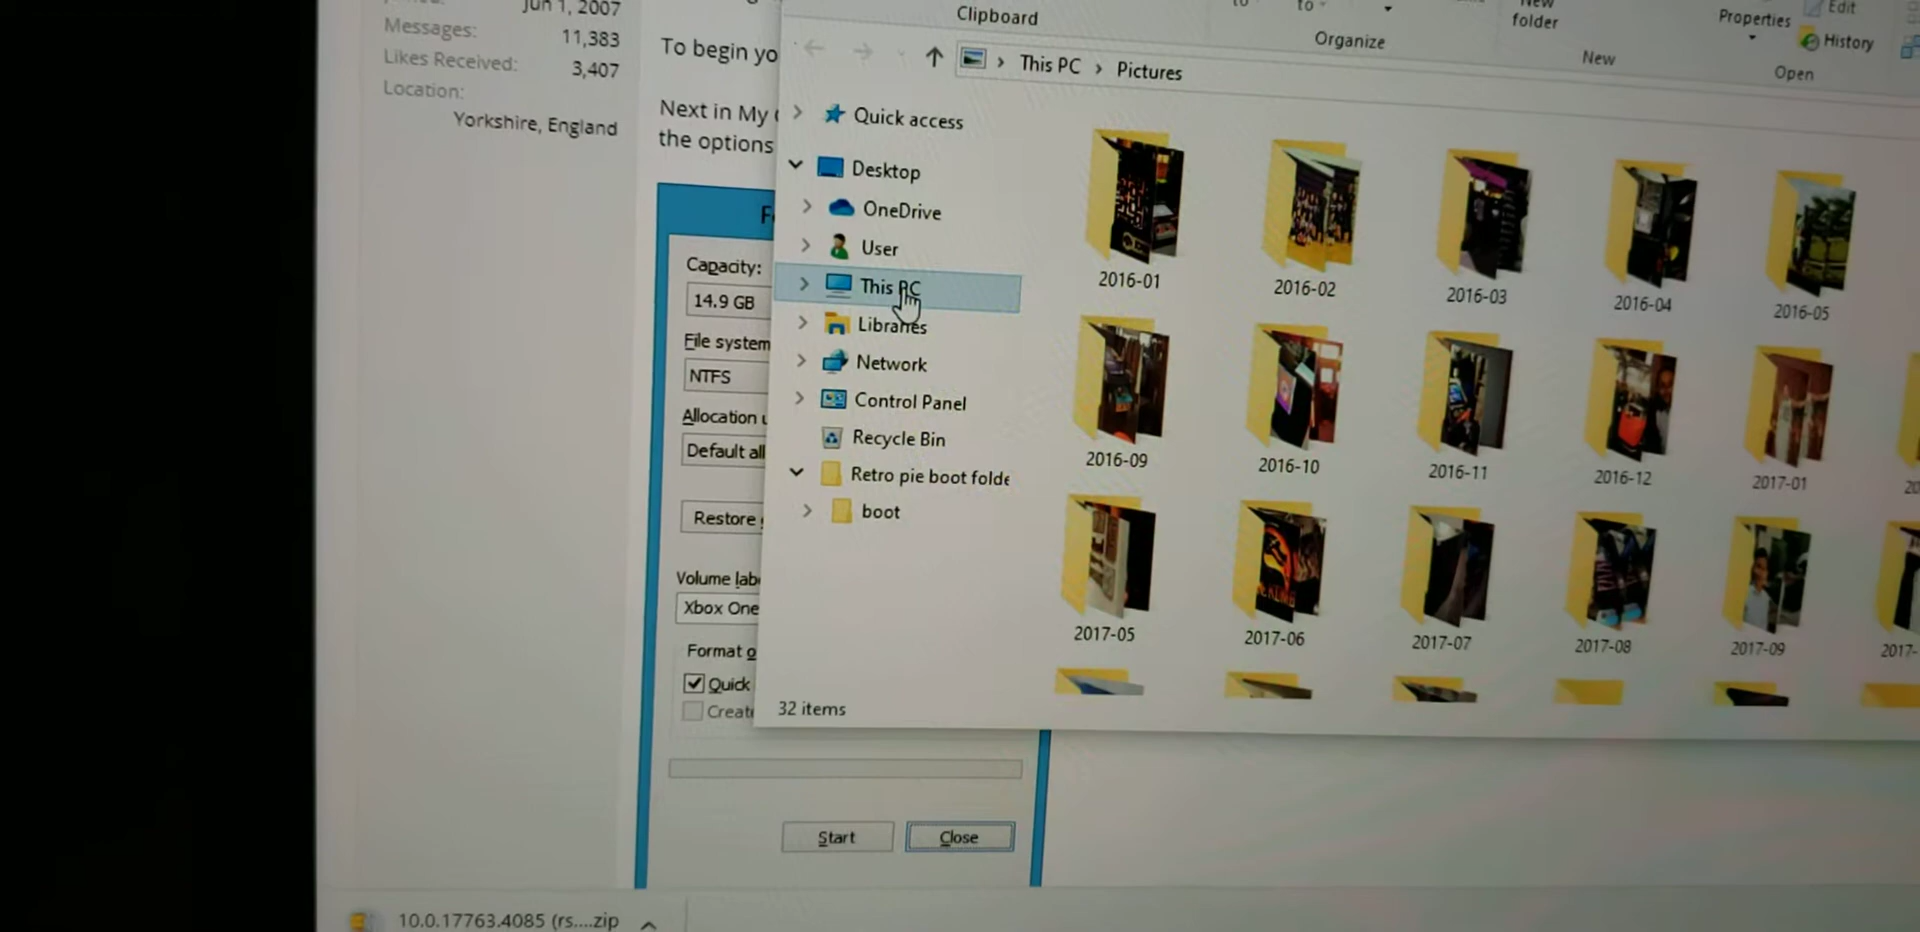 Jun 1, 2007
Messages: 11,383
Likes Received: 3,407
Location:
Yorkshire, England
To begin yo
Next in My
the options
Capacity:
14.9 GB
File system
NTFS
Allocation u
Default all
Restore
Volume lab
Xbox One
Format o
Quick
Create
Start
Close
10.0.17763.4085 (rs....zip
Clipboard
to
Organize
New
folder
New
Properties
Edit
History
Open
This PC > Pictures
Quick access
Desktop
OneDrive
User
This PC
Libraries
Network
Control Panel
Recycle Bin
Retro pie boot folde
boot
32 items
2016-01
2016-02
2016-03
2016-04
2016-05
2016-09
2016-10
2016-11
2016-12
2017-01
20
2017-05
2017-06
2017-07
2017-08
2017-09
2017-